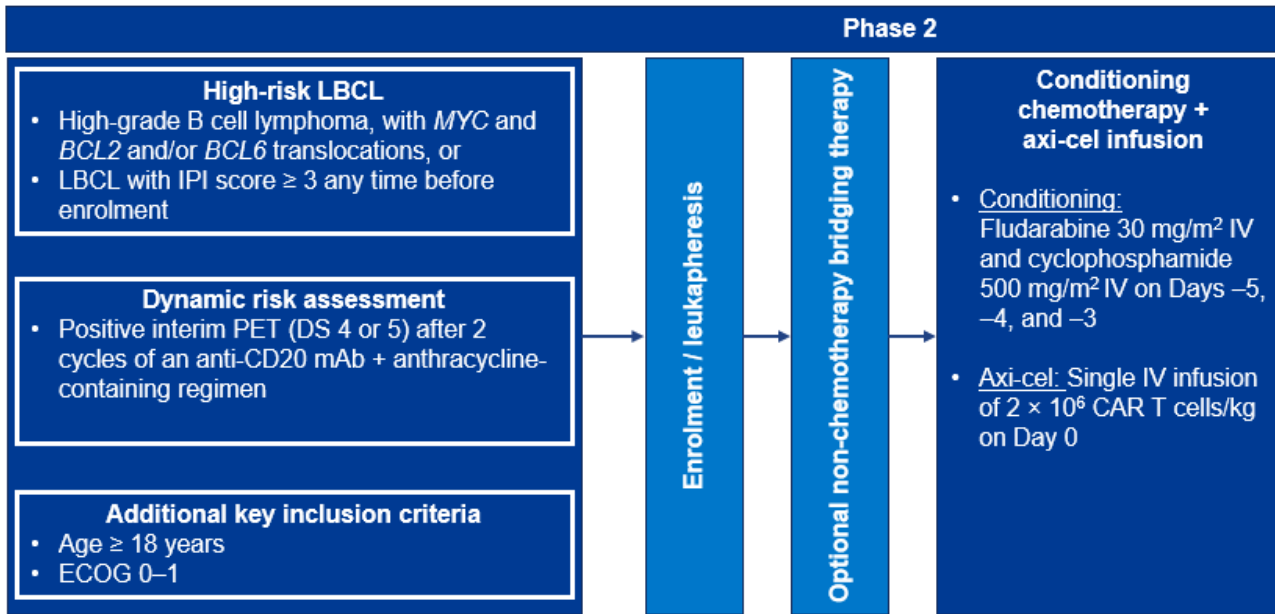 Phase 2
High-risk LBCL
• High-grade B cell lymphoma, with MYC and
BCL2 and/or BCL6 translocations, or
• LBCL with IPI score ≥ 3 any time before
enrolment
Dynamic risk assessment
• Positive interim PET (DS 4 or 5) after 2
cycles of an anti-CD20 mAb + anthracycline-
containing regimen
Additional key inclusion criteria
• Age ≥ 18 years
• ECOG 0–1
Enrolment / leukapheresis
Optional non-chemotherapy bridging therapy
Conditioning
chemotherapy +
axi-cel infusion
• Conditioning:
Fludarabine 30 mg/m² IV
and cyclophosphamide
500 mg/m² IV on Days –5,
–4, and –3
• Axi-cel: Single IV infusion
of 2 × 10⁶ CAR T cells/kg
on Day 0